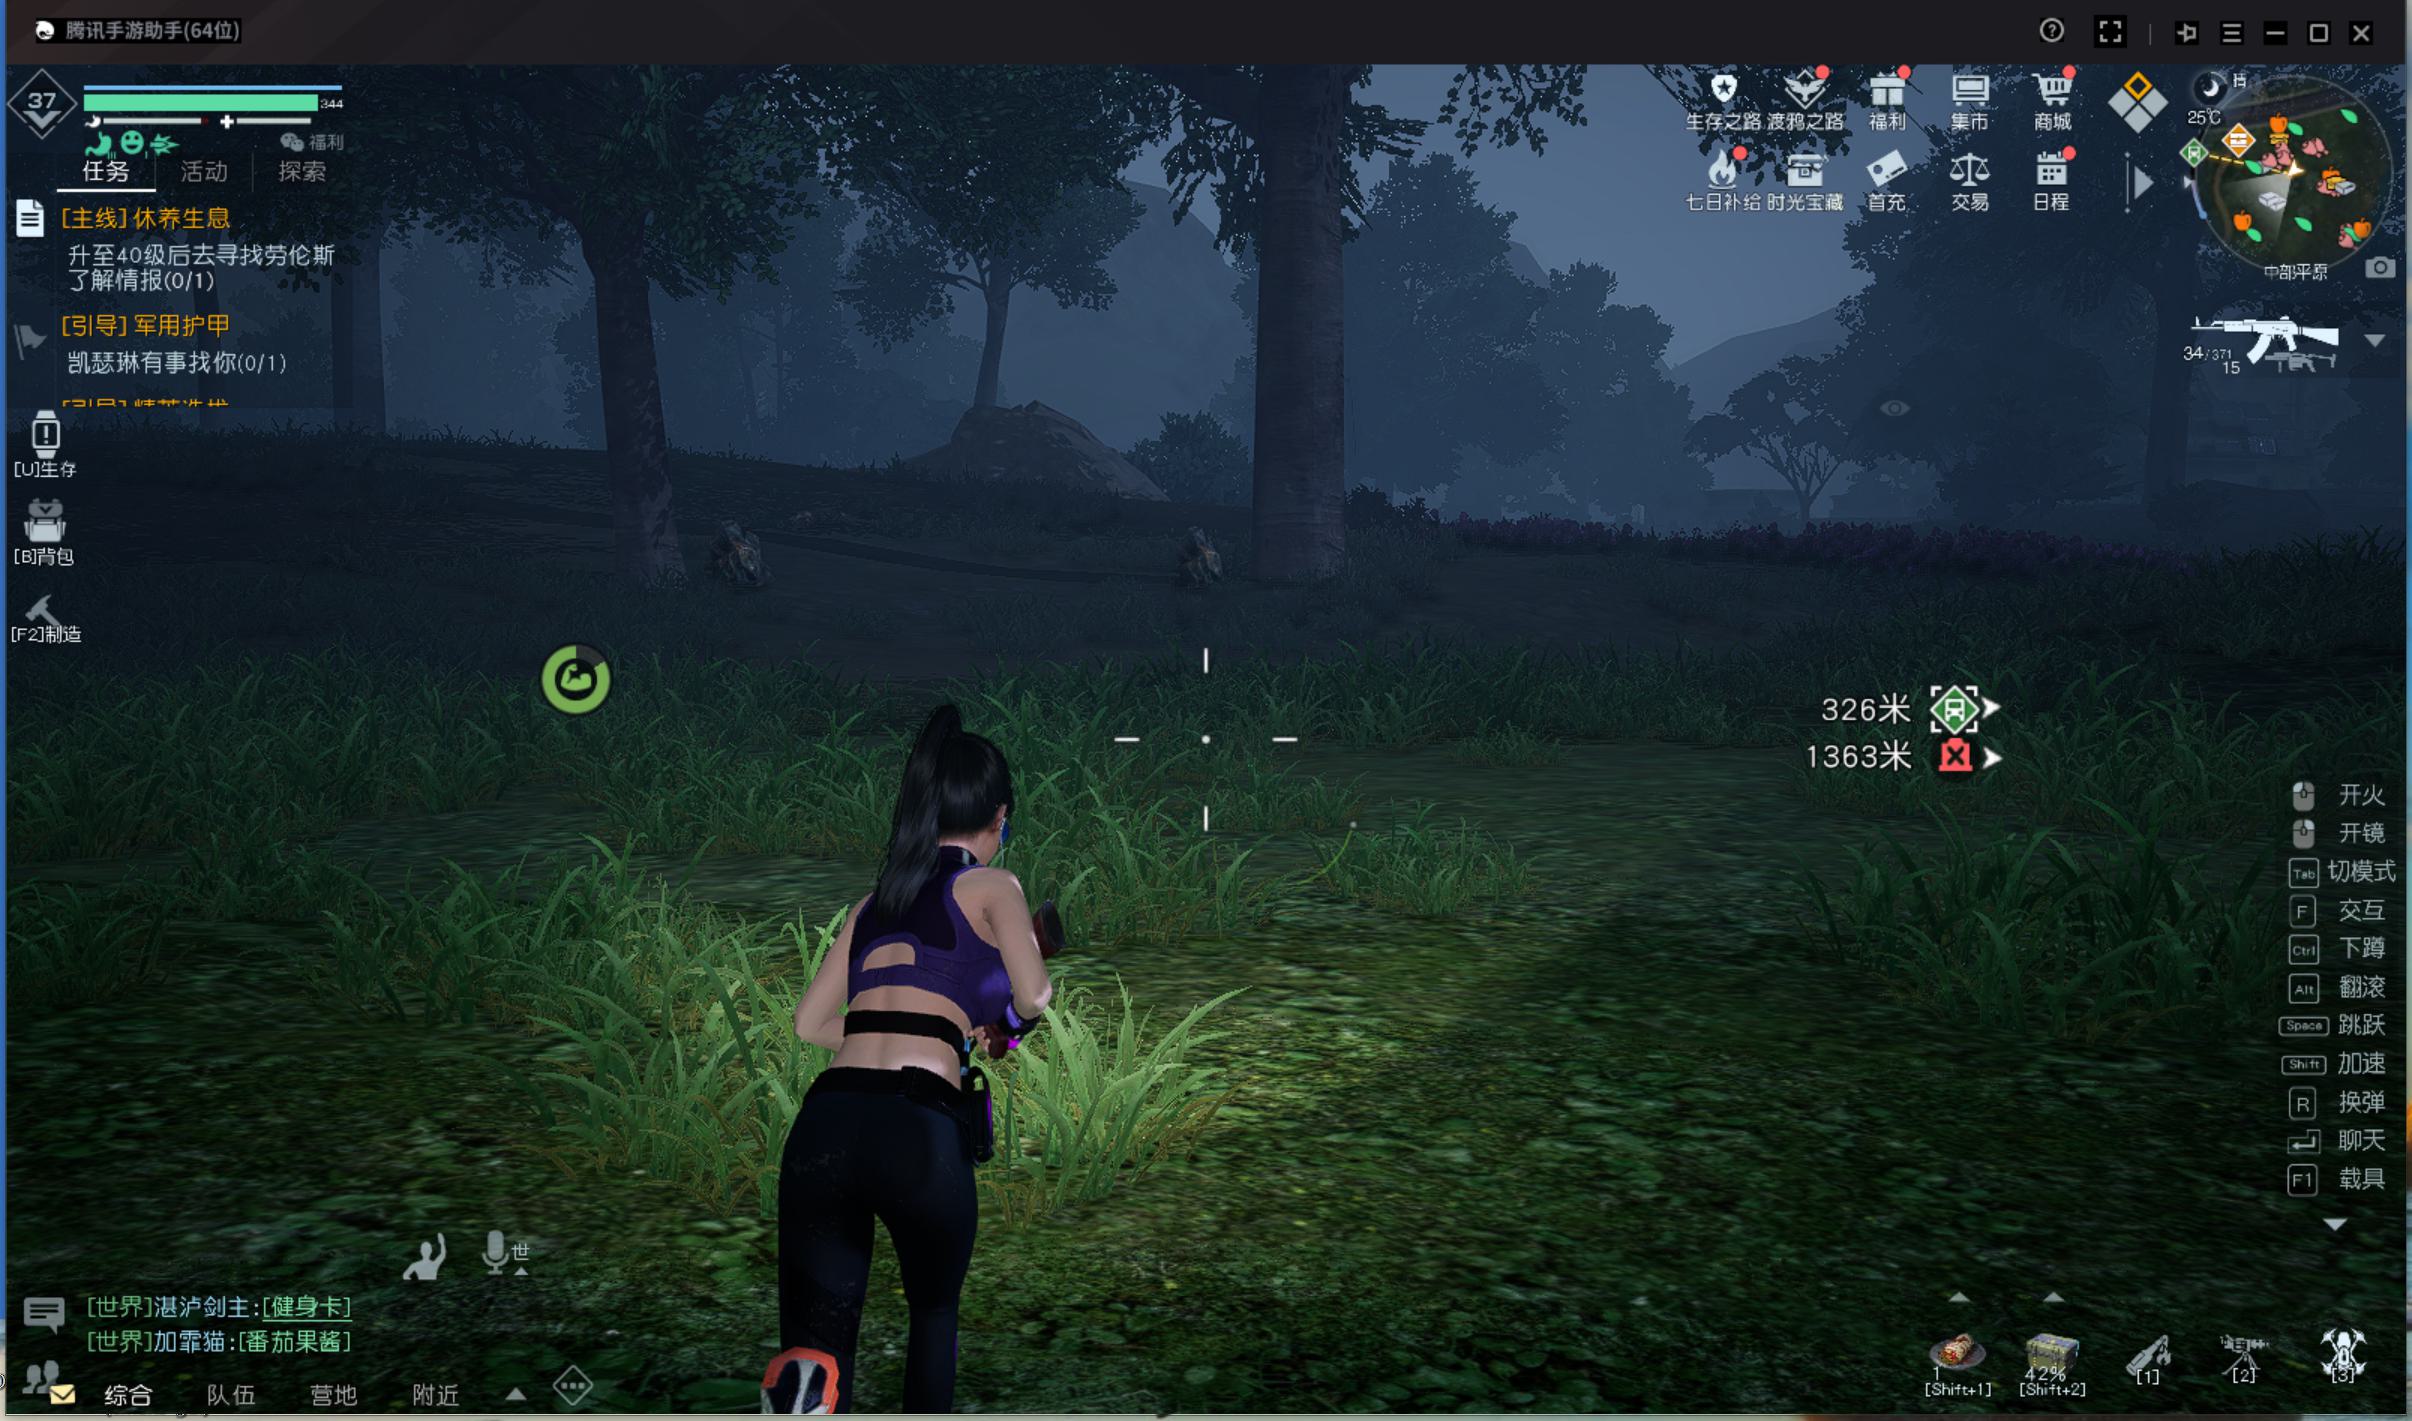 腾讯手游助手(64位)
37
344
福利
任务 活动 探索
[主线] 休养生息
升至40级后去寻找劳伦斯
了解情报(0/1)
[引导] 军用护甲
凯瑟琳有事找你(0/1)
[U]生存
[B]背包
[F2]制造
生存之路 渡鸦之路 福利 集市 商城
七日补给 时光宝藏 首充 交易 日程
晴
25℃
中部平原
34/371
15
326米
1363米
开火
开镜
Tab 切模式
F 交互
Ctrl 下蹲
Alt 翻滚
Space 跳跃
Shift 加速
R 换弹
聊天
F1 载具
世
[世界]湛泸剑主:[健身卡]
[世界]加霏猫:[番茄果酱]
综合 队伍 营地 附近
1 42%
[Shift+1] [Shift+2] [1] [2] [3]